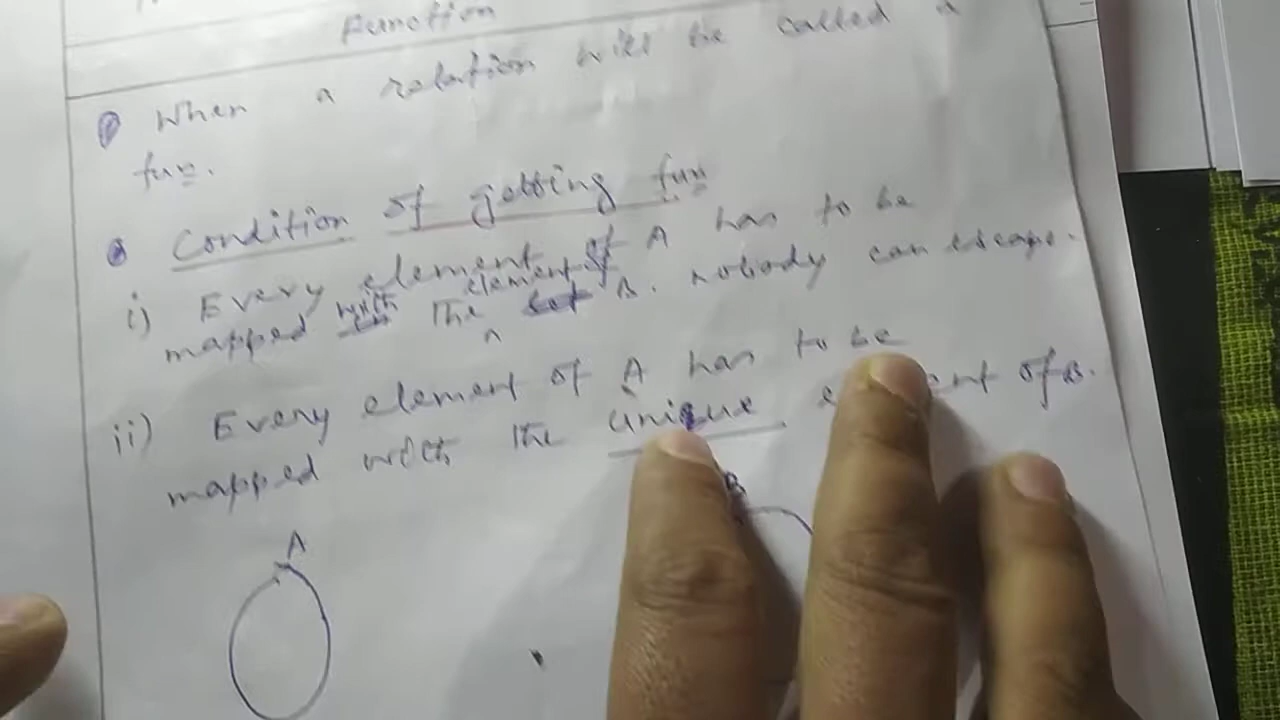 Function
When a relation will be called a
fun.
Condition of getting fun
i) Every element of A has to be
mapped with the element of B. nobody can escape.
ii) Every element of A has to be
mapped with the unique of B.
A
B